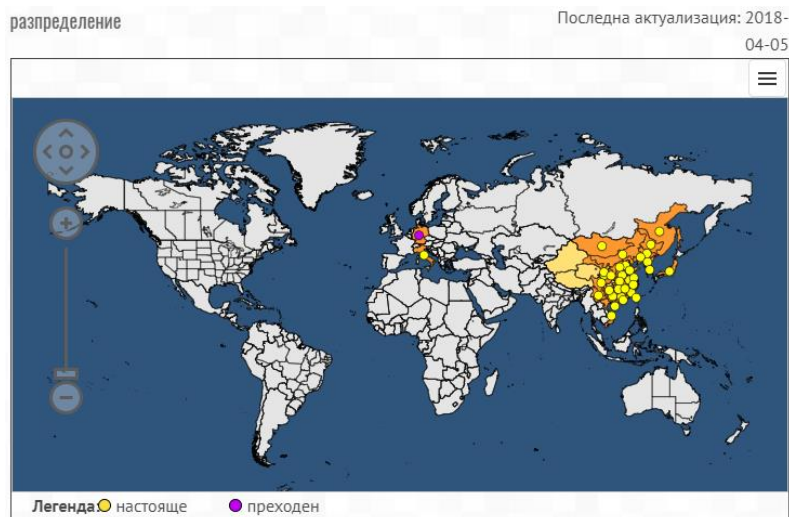 разпределение
Последна актуализация: 2018-
04-05
Легенда: настояще преходен